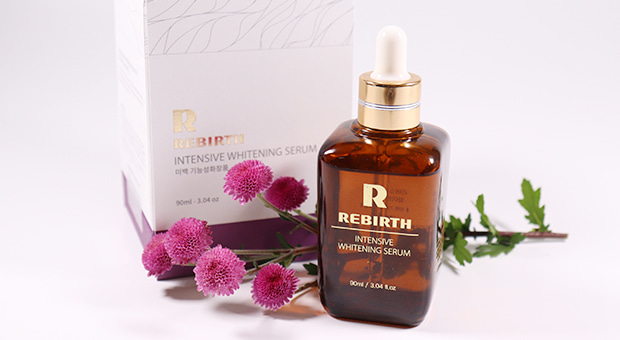 R
REBIRTH
INTENSIVE WHITENING SERUM
미백 기능성화장품
90ml · 3.04 oz
R
REBIRTH
INTENSIVE
WHITENING SERUM
90ml / 3.04 fl.oz